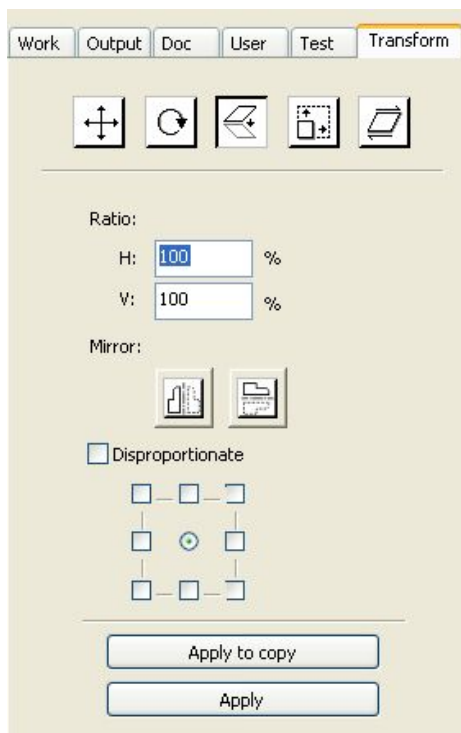 Work Output Doc User Test Transform
Ratio:
H: 100 %
V: 100 %
Mirror:
Disproportionate
Apply to copy
Apply